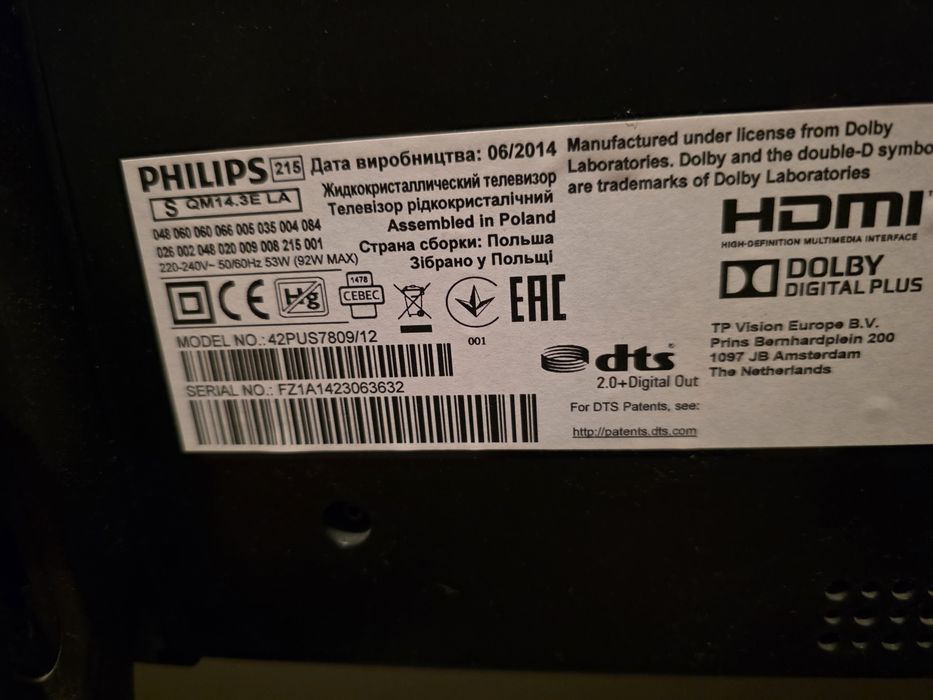 PHILIPS 215 Дата виробництва: 06/2014
S QM14.3E LA
Жидкокристаллический телевизор
Телевізор рідкокристалічний
Assembled in Poland
Страна сборки: Польша
Зібрано у Польщі
048 060 060 066 005 035 004 084
026 002 048 020 009 008 215 001
220-240V~ 50/60Hz 53W (92W MAX)
Hg
1478
СЕВЕС
001
EAC
MODEL NO.: 42PUS7809/12
SERIAL NO.: FZ1A1423063632
Manufactured under license from Dolby
Laboratories. Dolby and the double-D symbo
are trademarks of Dolby Laboratories
HDMI
HIGH-DEFINITION MULTIMEDIA INTERFACE
DOLBY
DIGITAL PLUS
TP Vision Europe B.V.
Prins Bernhardplein 200
1097 JB Amsterdam
The Netherlands
dts
2.0+Digital Out
For DTS Patents, see:
http://patents.dts.com